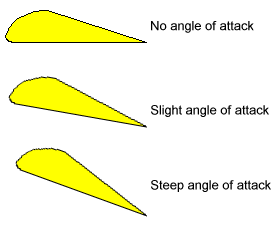 No angle of attack
Slight angle of attack
Steep angle of attack